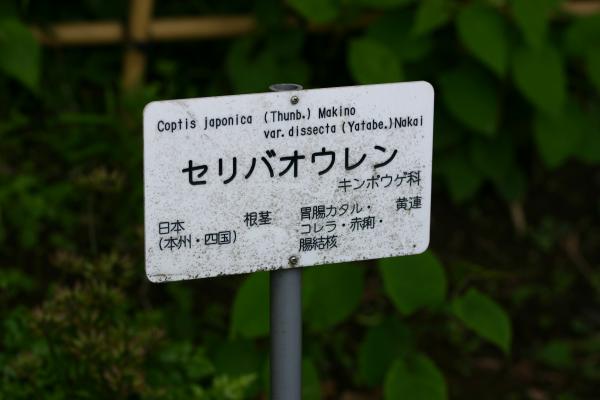 Coptis japonica (Thunb.) Makino
var. dissecta (Yatabe.) Nakai
セリバオウレン
キンポウゲ科
日本
(本州・四国)
根茎
胃腸カタル・
コレラ・赤痢・
腸結核
黄連